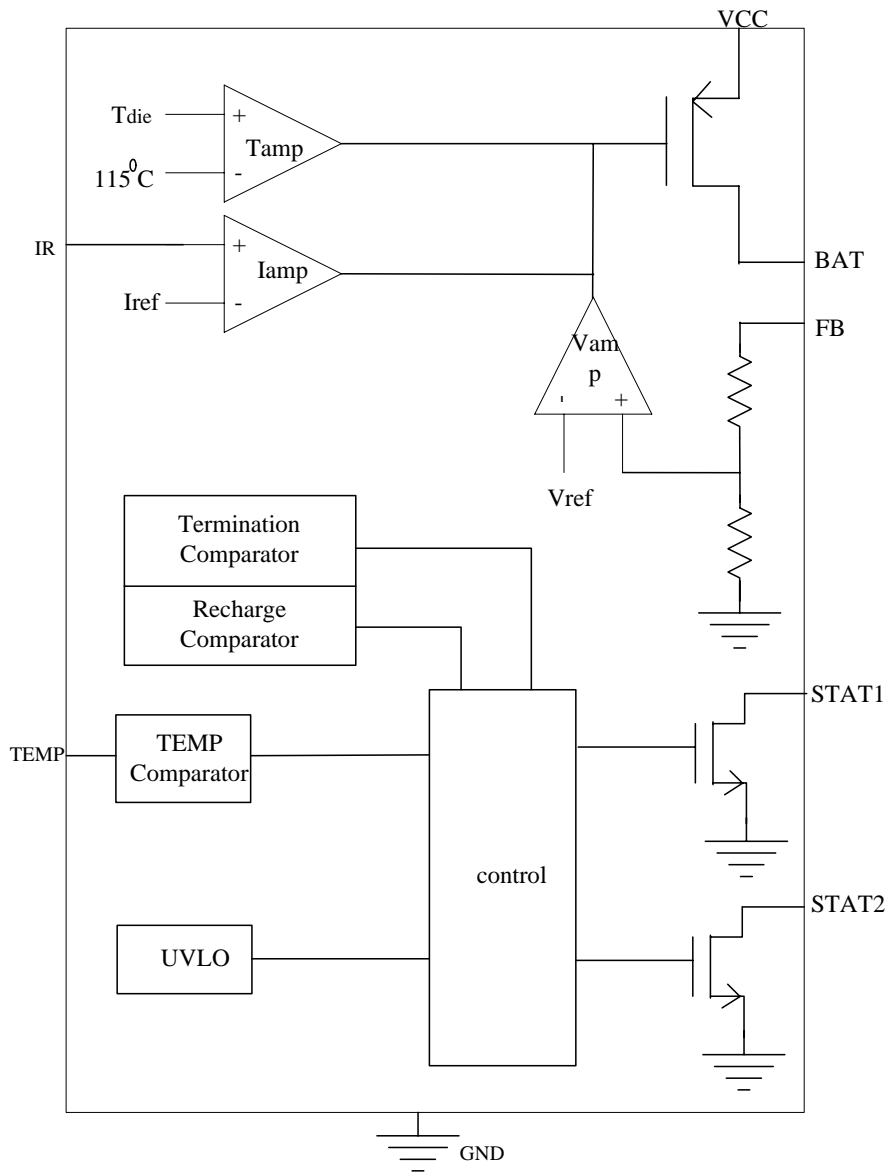 VCC
Tdie
+
Tamp
-
115⁰C
IR
+
Iamp
Iref
-
BAT
FB
Vam
p
-
+
Vref
Termination
Comparator
Recharge
Comparator
STAT1
TEMP
TEMP
Comparator
control
STAT2
UVLO
GND